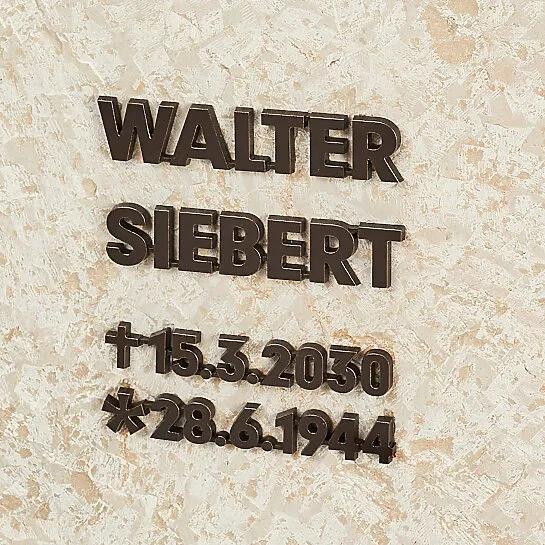 WALTER
SIEBERT
† 15.3.2030
* 28.6.1944